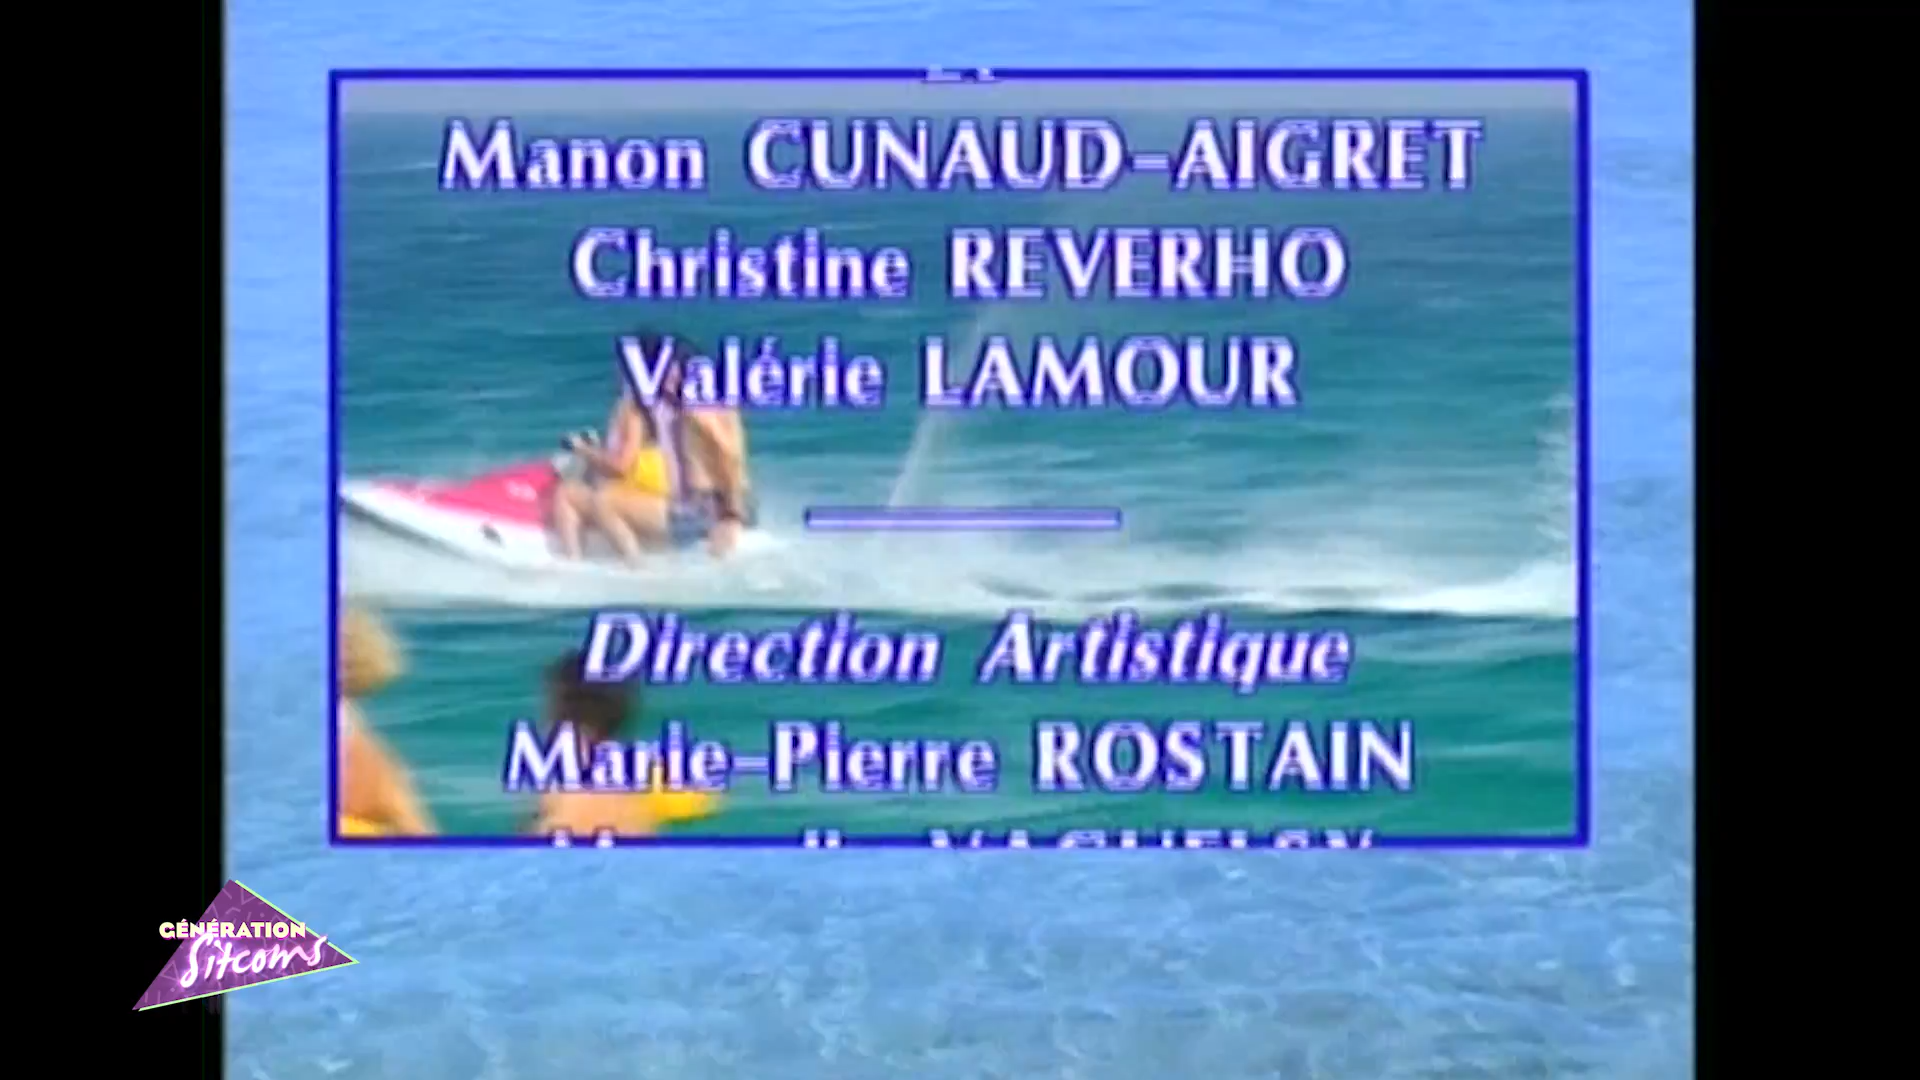 Manon CUNAUD-AIGRET
Christine REVERHO
Valérie LAMOUR
Direction Artistique
Marie-Pierre ROSTAIN
GÉNÉRATION
Sitcoms